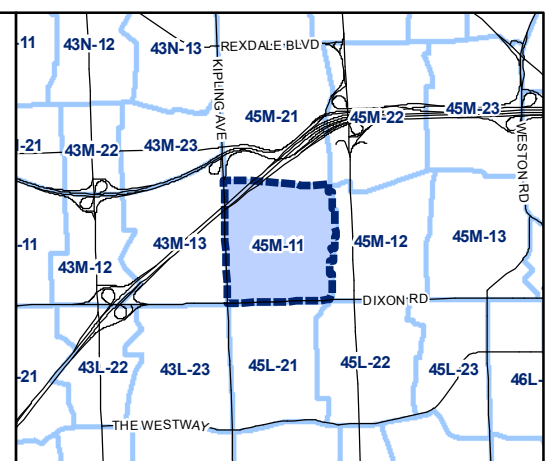 -11
43N-12
43N-13
REXDALE BLVD
KIPLING AVE
45M-21
45M-22
45M-23
WESTON RD
-21
43M-22
43M-23
-11
43M-12
43M-13
45M-11
45M-12
45M-13
DIXON RD
-21
43L-22
43L-23
45L-21
45L-22
45L-23
46L-
THE WESTWAY